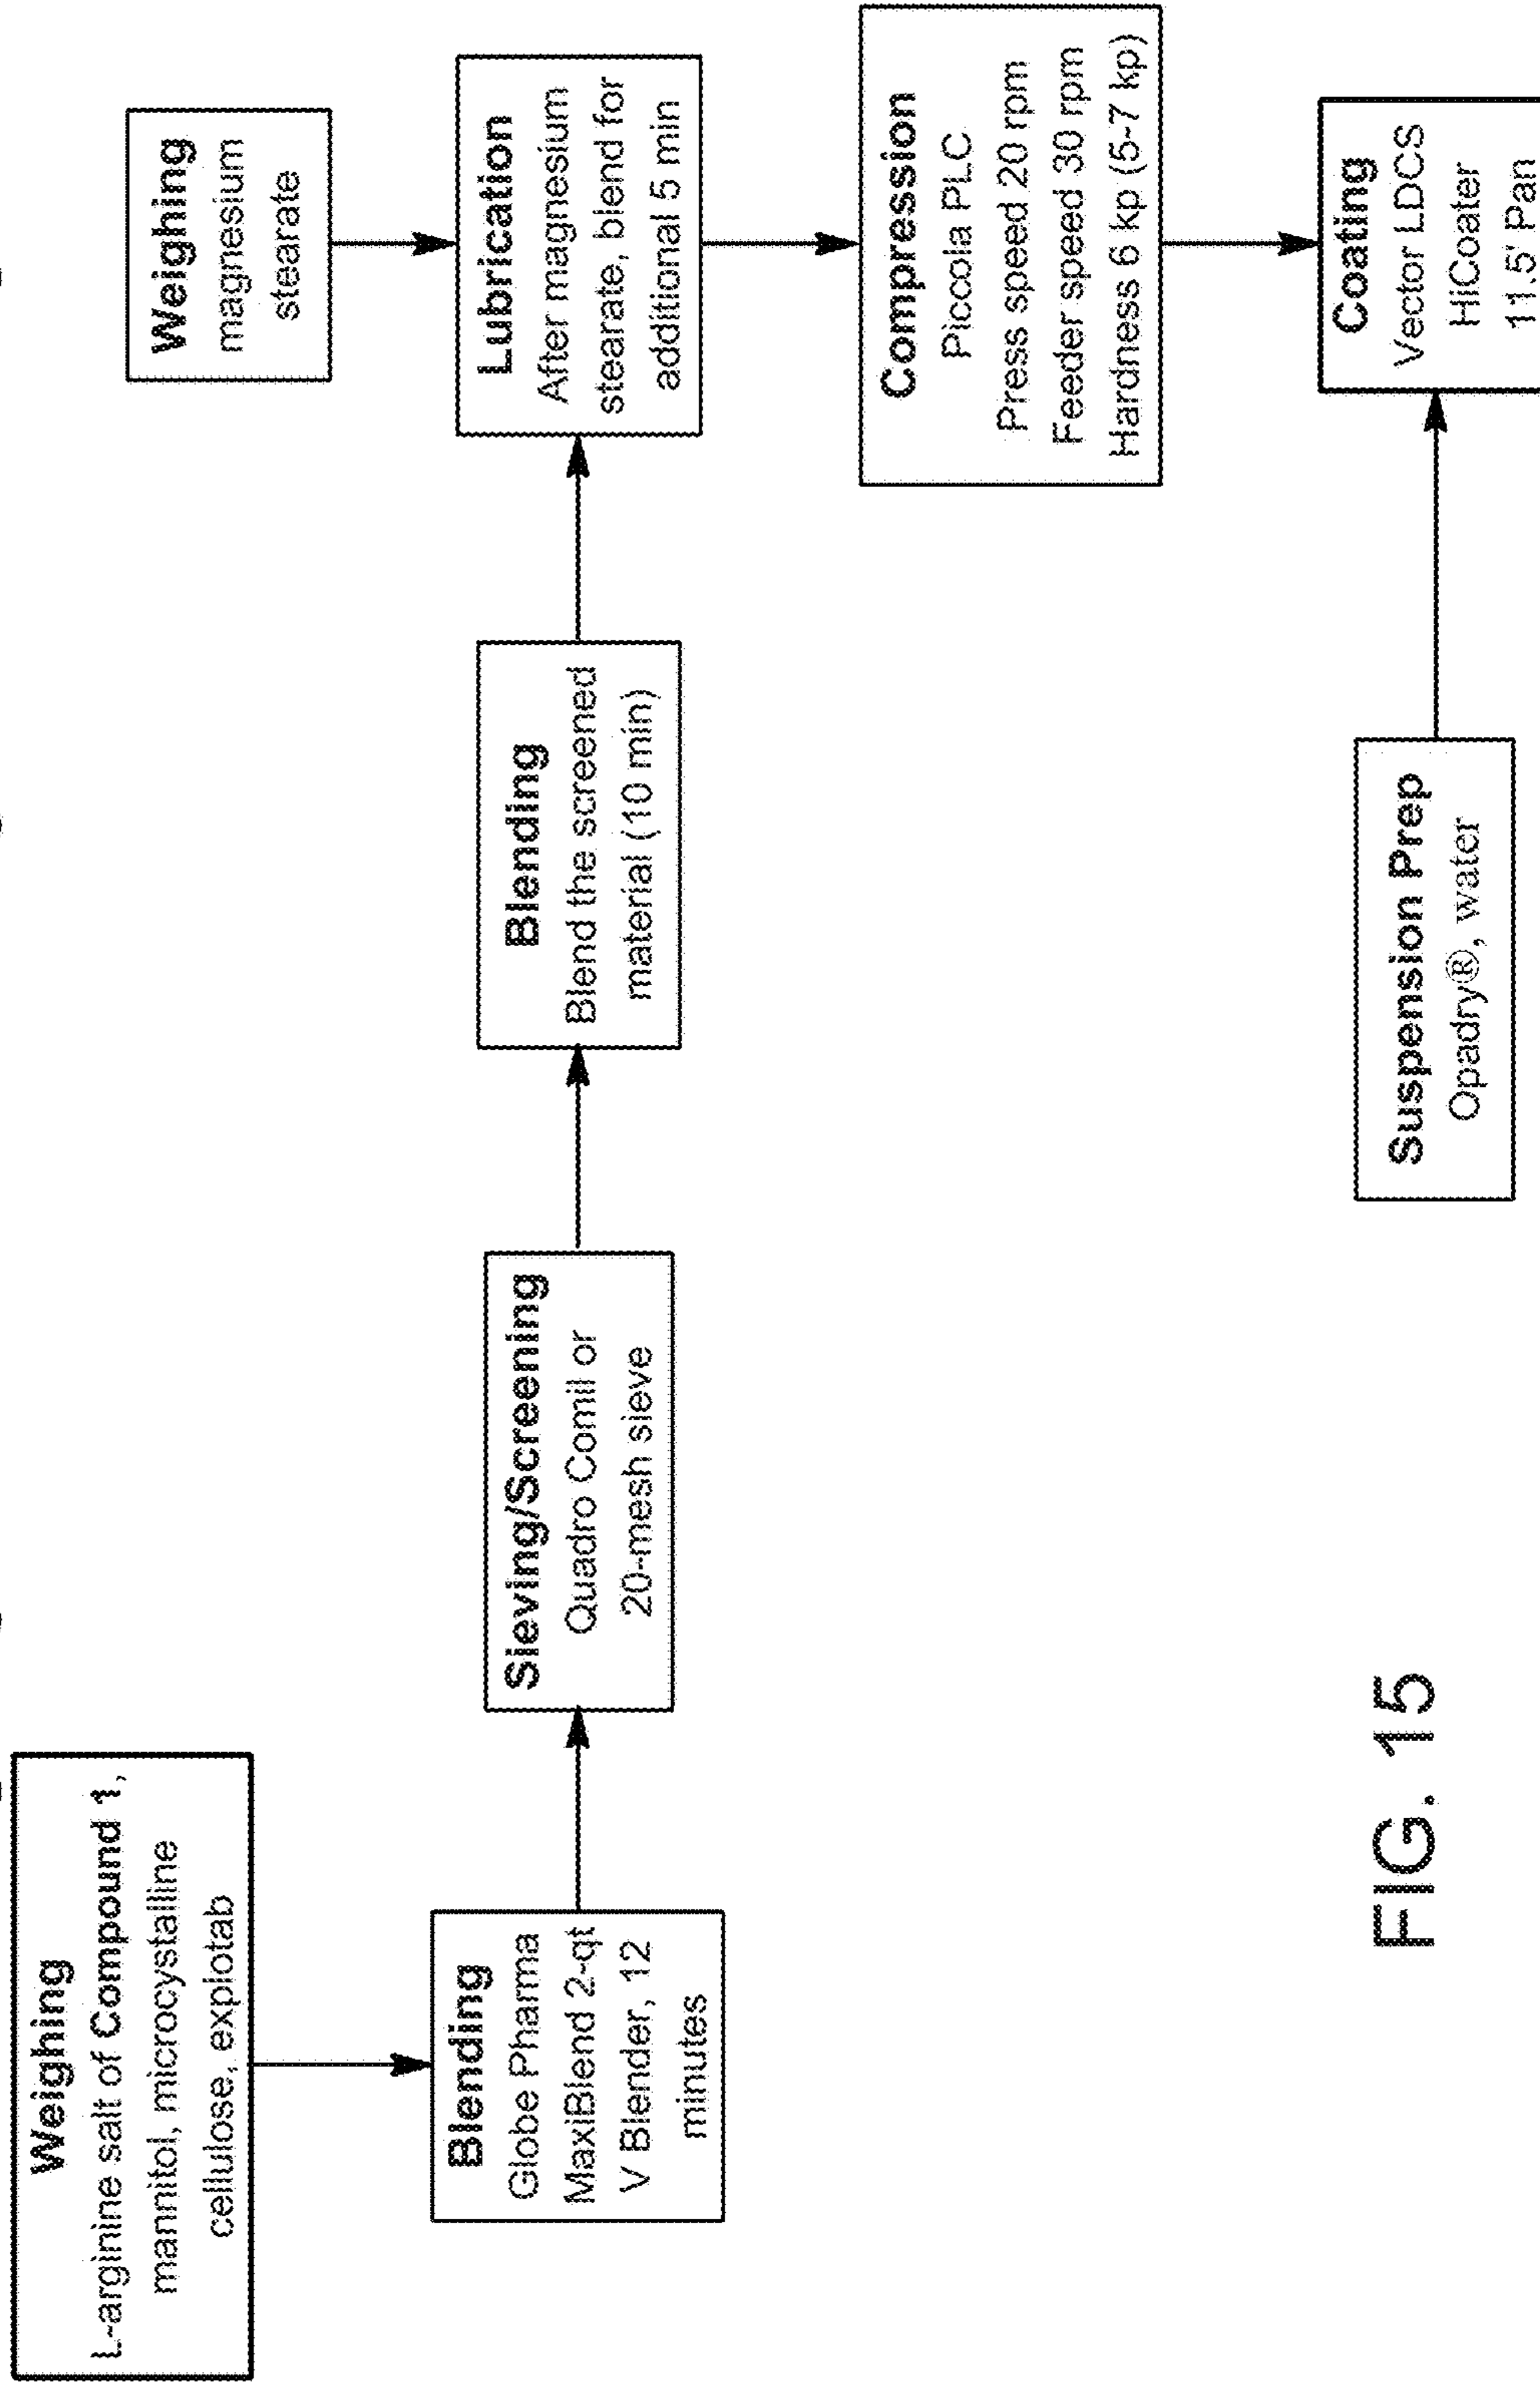 Weighing
L-arginine salt of Compound 1,
mannitol, microcystalline
cellulose, explotab
Weighing
magnesium
stearate
Blending
Globe Pharma
MaxiBlend 2-qt
V Blender, 12
minutes
Sieving/Screening
Quadro Comil or
20-mesh sieve
Blending
Blend the screened
material (10 min)
Lubrication
After magnesium
stearate, blend for
additional 5 min
Compression
Piccola PLC
Press speed 20 rpm
Feeder speed 30 rpm
Hardness 6 kp (5-7 kp)
Suspension Prep
Opadry®, water
Coating
Vector LDCS
HiCoater
11.5' Pan
FIG. 15